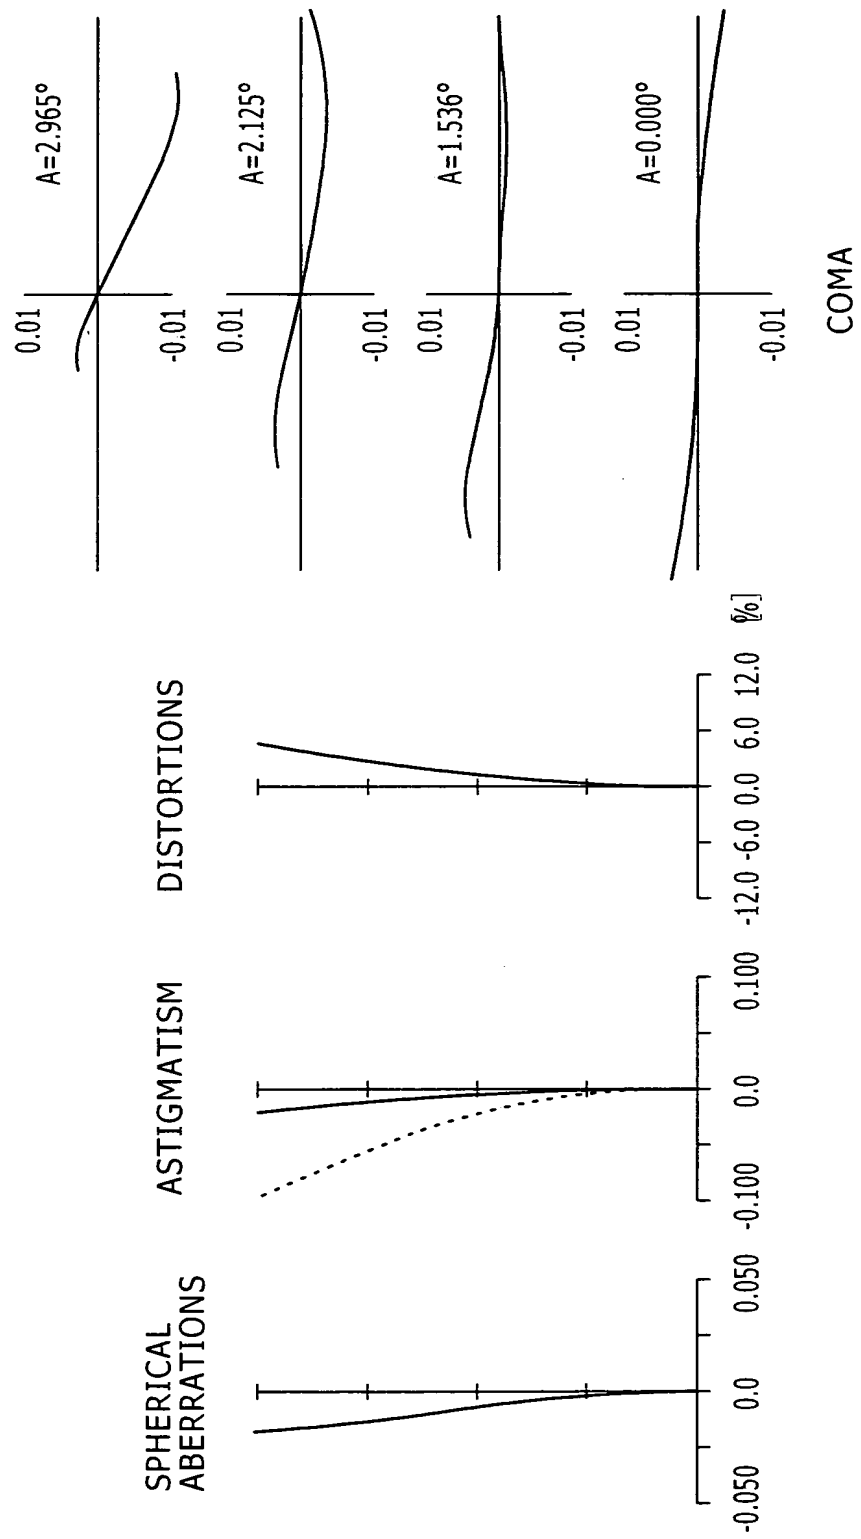 SPHERICAL
ABERRATIONS
-0.050 0.0 0.050
ASTIGMATISM
-0.100 0.0 0.100
DISTORTIONS
-12.0 -6.0 0.0 6.0 12.0 [%]
0.01
A=2.965°
-0.01
0.01
A=2.125°
-0.01
0.01
A=1.536°
-0.01
0.01
A=0.000°
-0.01
COMA